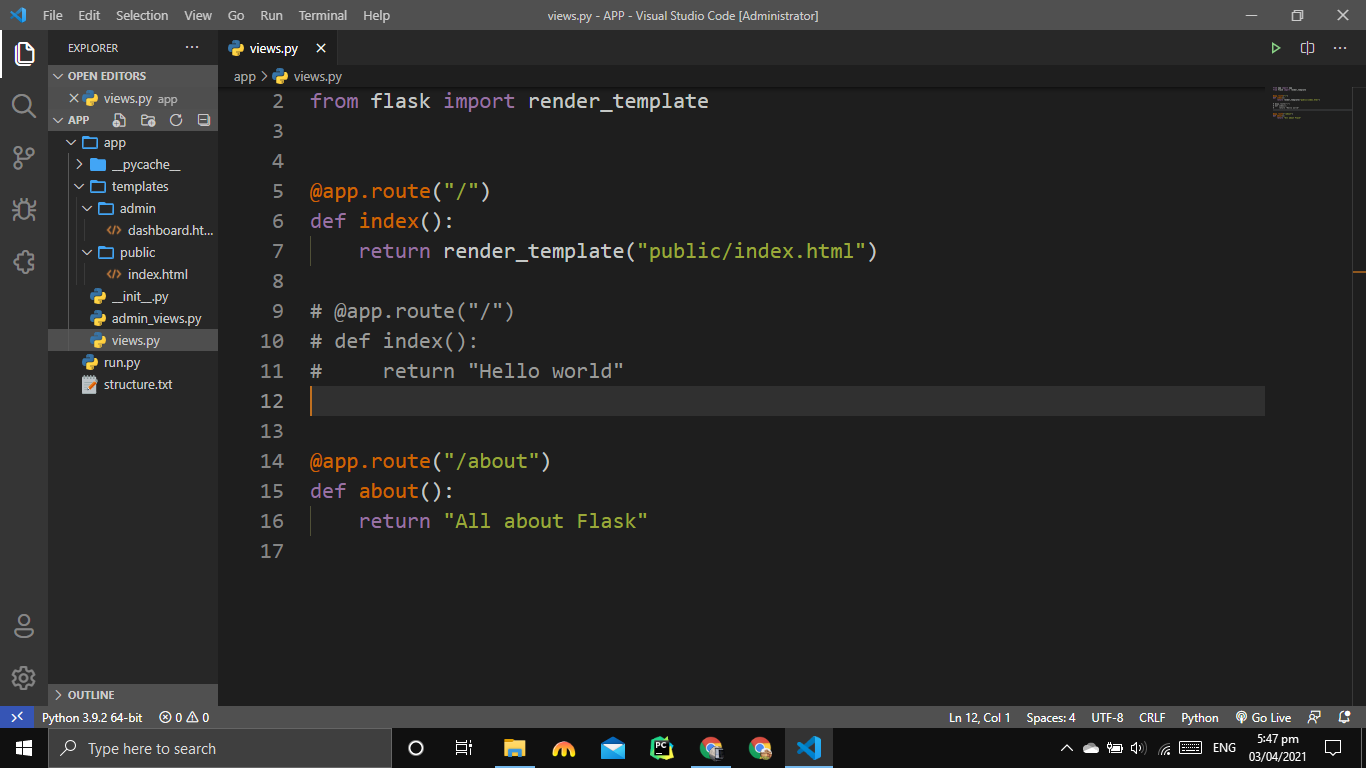 File Edit Selection View Go Run Terminal Help views.py - APP - Visual Studio Code [Administrator]
EXPLORER ···
OPEN EDITORS
views.py app
APP
app
__pycache__
templates
admin
dashboard.ht...
public
index.html
__init__.py
admin_views.py
views.py
run.py
structure.txt
OUTLINE
views.py
app > views.py
2 from flask import render_template
3
4
5 @app.route("/")
6 def index():
7 return render_template("public/index.html")
8
9 # @app.route("/")
10 # def index():
11 #     return "Hello world"
12
13
14 @app.route("/about")
15 def about():
16 return "All about Flask"
17
Python 3.9.2 64-bit 0 0 Ln 12, Col 1 Spaces: 4 UTF-8 CRLF Python Go Live
Type here to search
PC
ENG
5:47 pm
03/04/2021